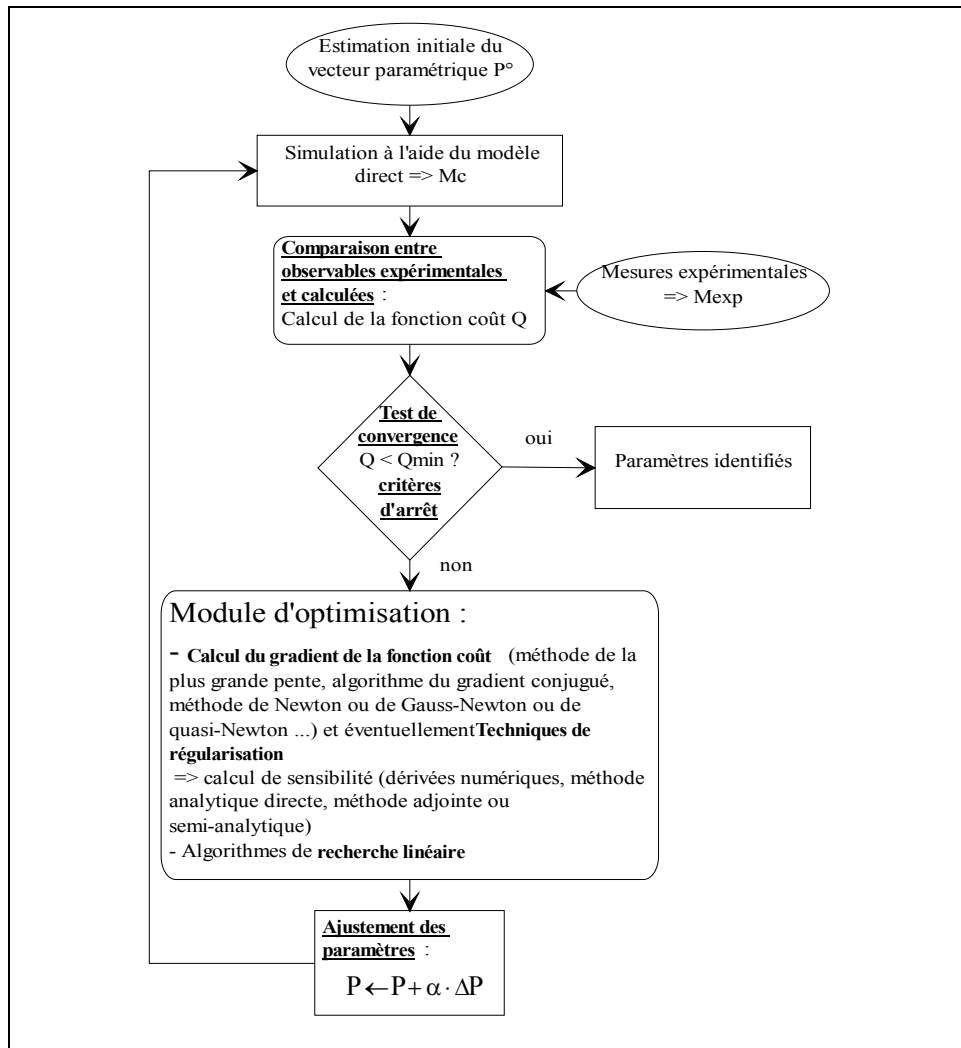 Estimation initiale du
vecteur paramétrique P°
Simulation à l'aide du modèle
direct => Mc
Comparaison entre
observables expérimentales
et calculées :
Calcul de la fonction coût Q
Mesures expérimentales
=> Mexp
Test de
convergence
Q < Qmin ?
critères
d'arrêt
oui
Paramètres identifiés
non
Module d'optimisation :
- Calcul du gradient de la fonction coût (méthode de la
plus grande pente, algorithme du gradient conjugué,
méthode de Newton ou de Gauss-Newton ou de
quasi-Newton ...) et éventuellementTechniques de
régularisation
=> calcul de sensibilité (dérivées numériques, méthode
analytique directe, méthode adjointe ou
semi-analytique)
- Algorithmes de recherche linéaire
Ajustement des
paramètres :
P ← P + α · ΔP